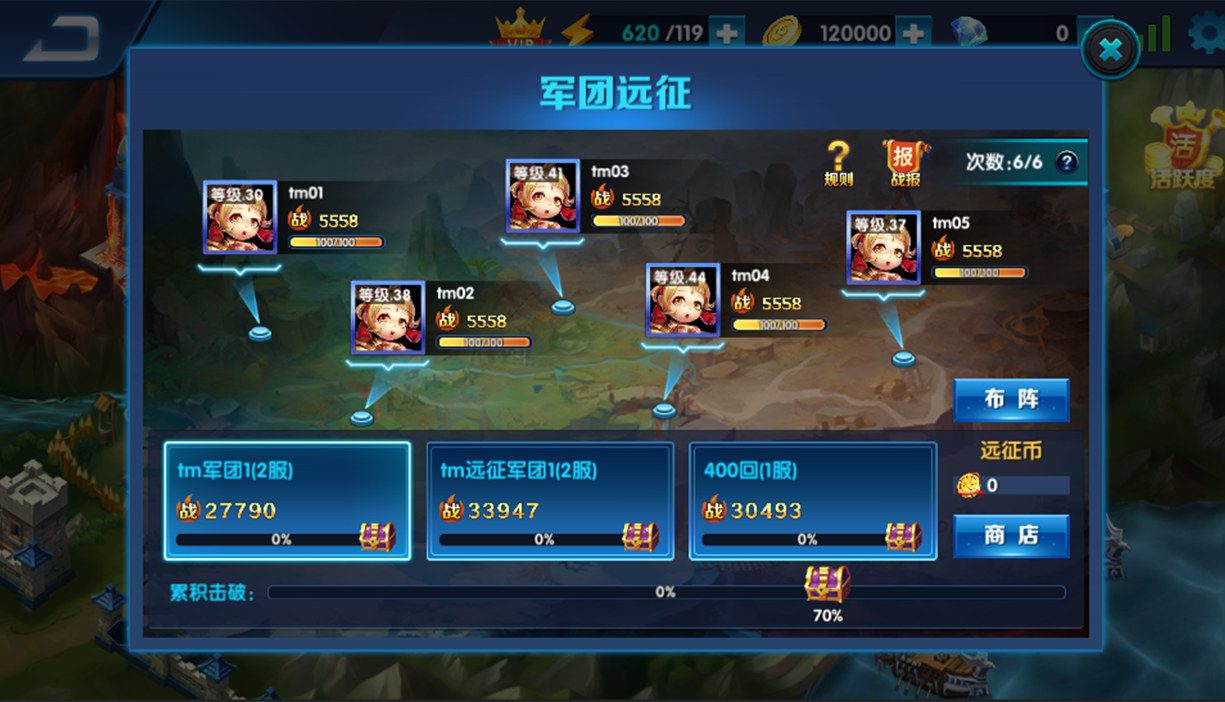 VIP
620 /119
120000
0
军团远征
活
活跃度
规则
报
战报
次数:6/6 ?
等级.30
tm01
战 5558
100/100
等级.41
tm03
战 5558
100/100
等级.37
tm05
战 5558
100/100
等级.38
tm02
战 5558
100/100
等级.44
tm04
战 5558
100/100
布 阵
tm军团1(2服)
战 27790
0%
tm远征军团1(2服)
战 33947
0%
400回(1服)
战 30493
0%
远征币
0
商 店
累积击破:
0%
70%